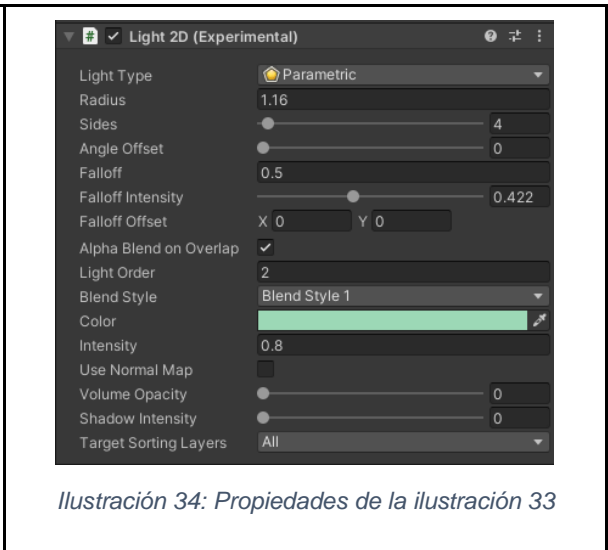 Light 2D (Experimental)
Light Type Parametric
Radius 1.16
Sides 4
Angle Offset 0
Falloff 0.5
Falloff Intensity 0.422
Falloff Offset X 0 Y 0
Alpha Blend on Overlap
Light Order 2
Blend Style Blend Style 1
Color
Intensity 0.8
Use Normal Map
Volume Opacity 0
Shadow Intensity 0
Target Sorting Layers All
Ilustración 34: Propiedades de la ilustración 33